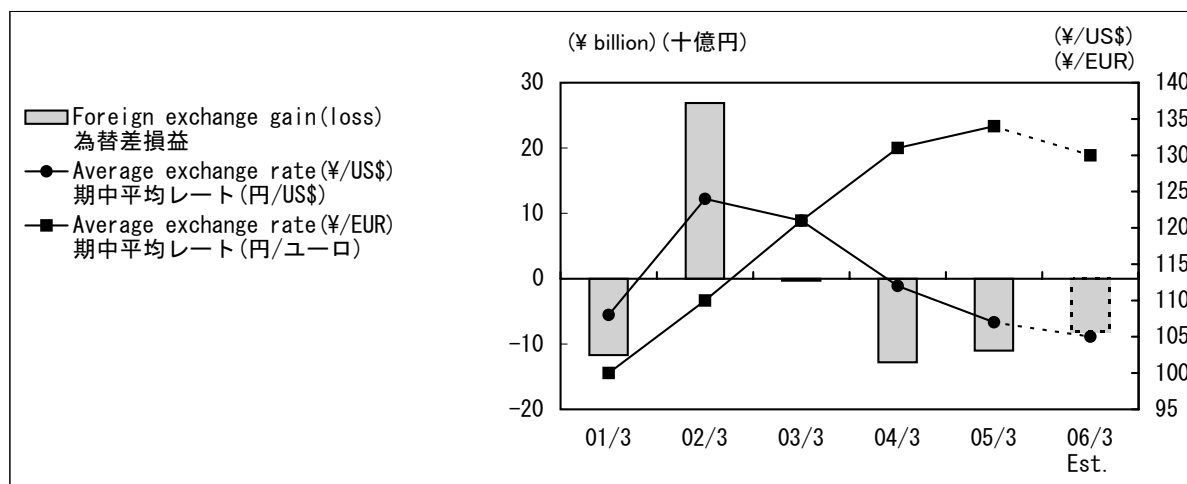 (¥ billion)(十億円)
(¥/US$)
(¥/EUR)
Foreign exchange gain(loss)
為替差損益
Average exchange rate(¥/US$)
期中平均レート(円/US$)
Average exchange rate(¥/EUR)
期中平均レート(円/ユーロ)
30
20
10
0
-10
-20
140
135
130
125
120
115
110
105
100
95
01/3 02/3 03/3 04/3 05/3 06/3
Est.